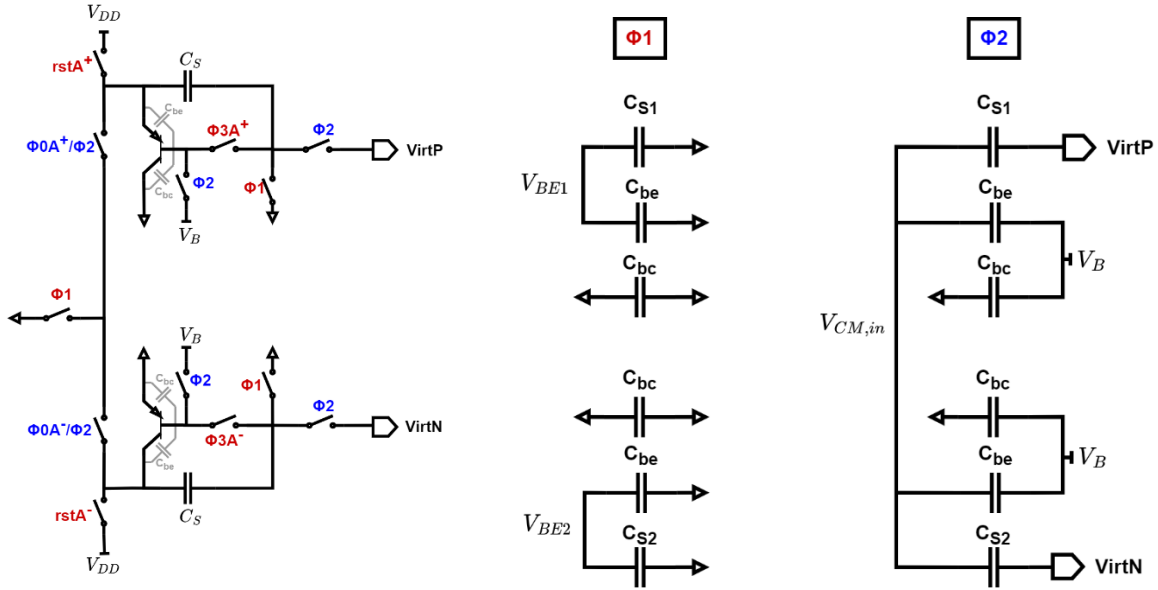 V_DD
rstA+
C_S
C_be
Φ3A+
Φ2
VirtP
Φ0A+/Φ2
C_bc
Φ2
Φ1
V_B
Φ1
V_B
Φ2
Φ1
C_bc
Φ2
VirtN
Φ0A-/Φ2
Φ3A-
C_be
rstA-
C_S
V_DD
Φ1
C_S1
V_BE1
C_be
C_bc
C_bc
C_be
V_BE2
C_S2
Φ2
C_S1
VirtP
C_be
V_B
C_bc
V_CM,in
C_bc
C_be
V_B
C_S2
VirtN